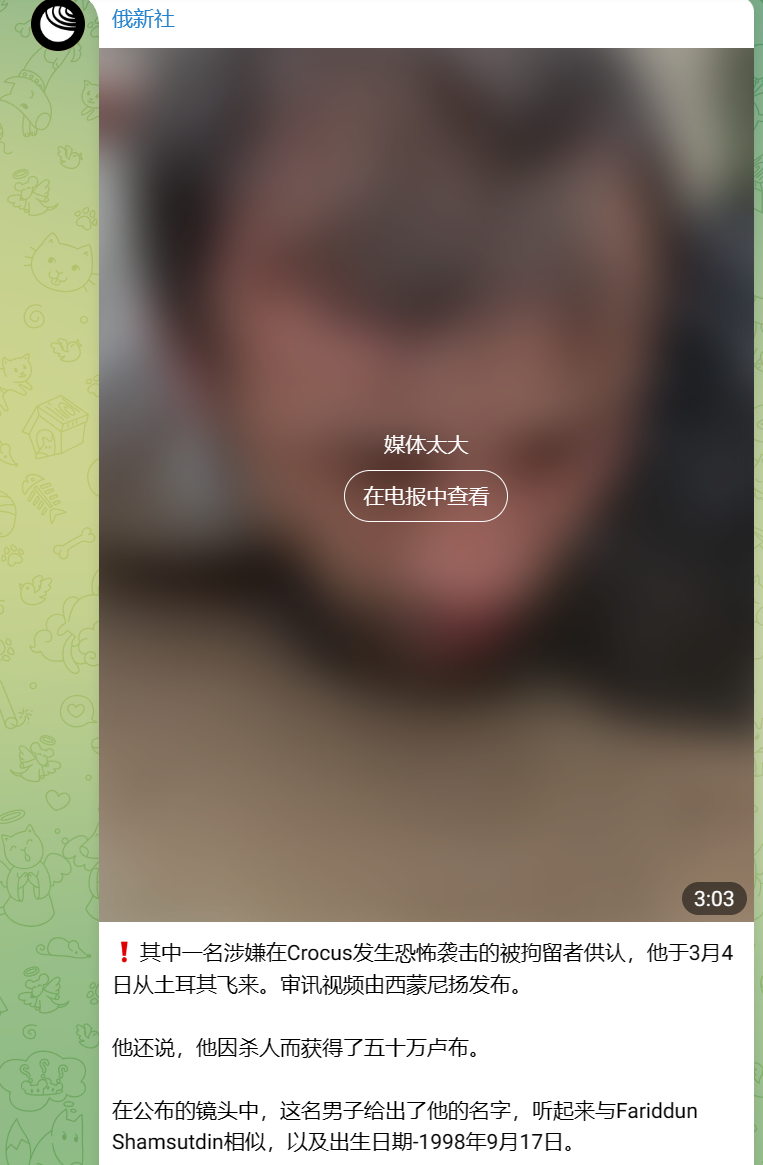 俄新社
媒体太大
在电报中查看
3:03
❗其中一名涉嫌在Crocus发生恐怖袭击的被拘留者供认，他于3月4
日从土耳其飞来。审讯视频由西蒙尼扬发布。
他还说，他因杀人而获得了五十万卢布。
在公布的镜头中，这名男子给出了他的名字，听起来与Fariddun
Shamsutdin相似，以及出生日期-1998年9月17日。